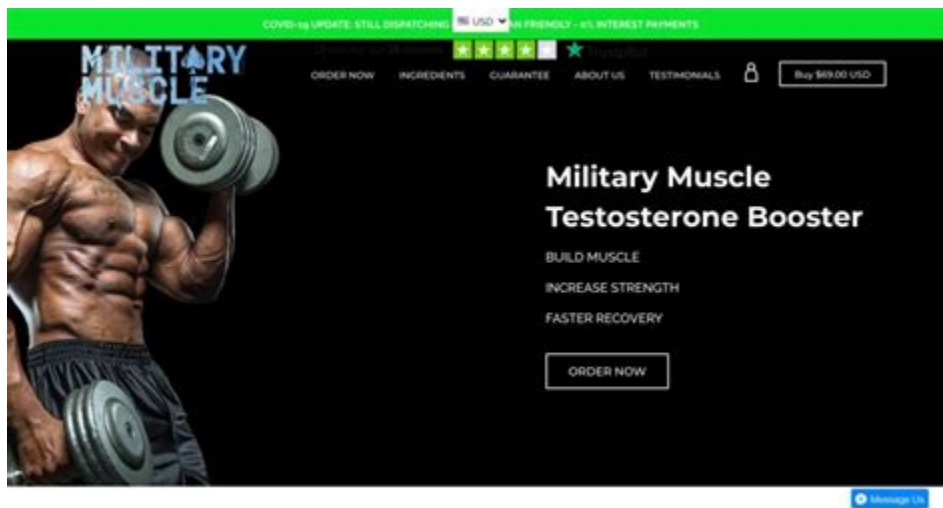 COVID-19 UPDATE: STILL DISPATCHING
USD
AN FRIENDLY - 0% INTEREST PAYMENTS
MILITARY
MUSCLE
Trustpilot
ORDER NOW
INGREDIENTS
GUARANTEE
ABOUT US
TESTIMONIALS
Buy $69.00 USD
Military Muscle
Testosterone Booster
BUILD MUSCLE
INCREASE STRENGTH
FASTER RECOVERY
ORDER NOW
Message Us